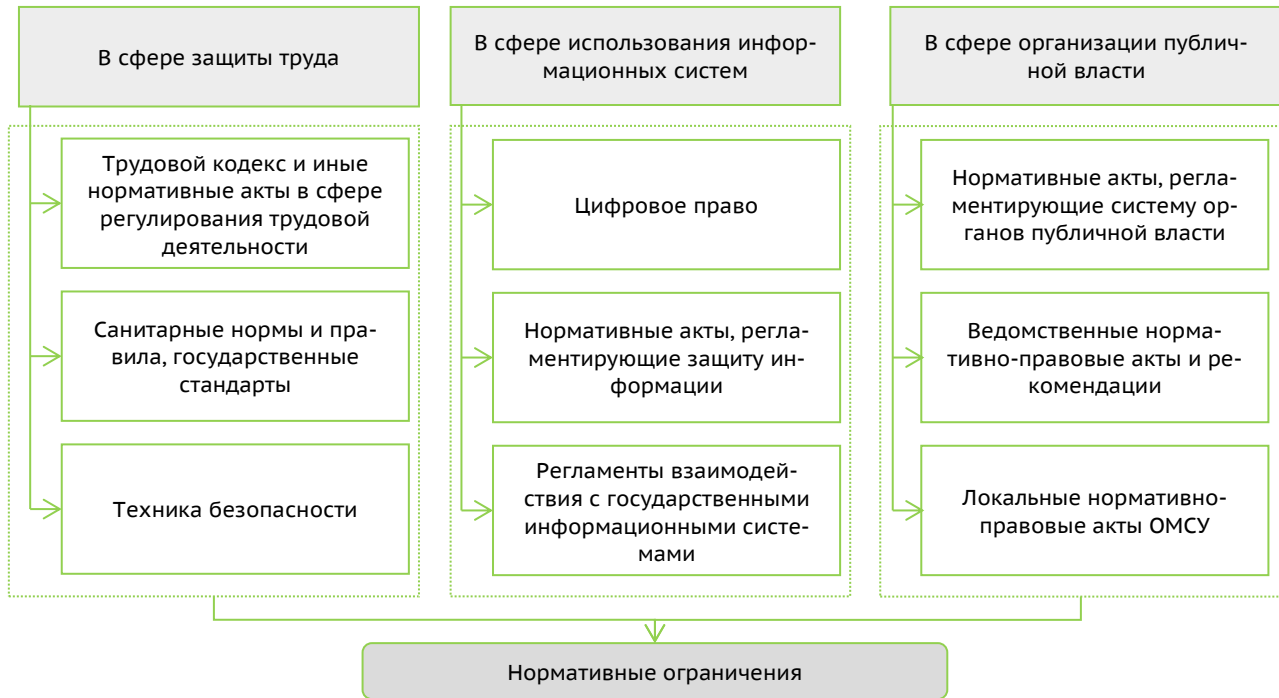 В сфере защиты труда
Трудовой кодекс и иные
нормативные акты в сфере
регулирования трудовой
деятельности
Санитарные нормы и пра-
вила, государственные
стандарты
Техника безопасности
В сфере использования инфор-
мационных систем
Цифровое право
Нормативные акты, регла-
ментирующие защиту ин-
формации
Регламенты взаимодей-
ствия с государственными
информационными систе-
мами
В сфере организации публич-
ной власти
Нормативные акты, регла-
ментирующие систему ор-
ганов публичной власти
Ведомственные норма-
тивно-правовые акты и ре-
комендации
Локальные нормативно-
правовые акты ОМСУ
Нормативные ограничения